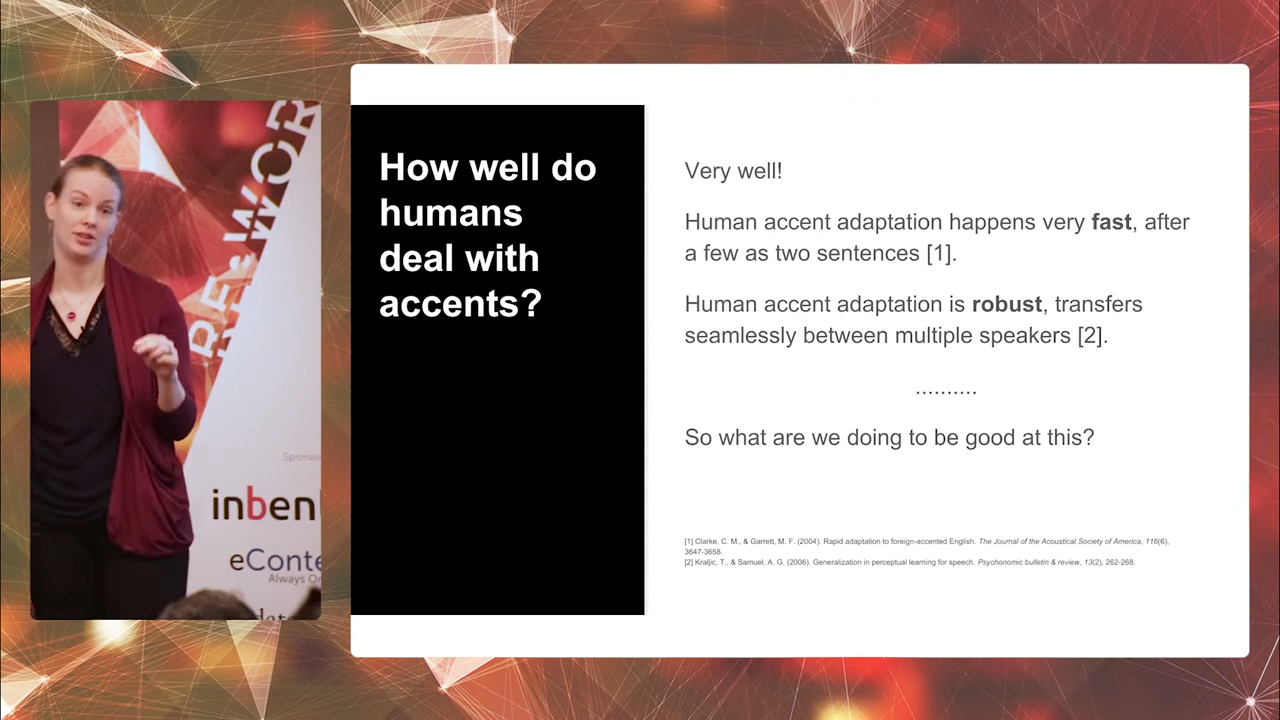 How well do
humans
deal with
accents?
Very well!
Human accent adaptation happens very fast, after
a few as two sentences [1].
Human accent adaptation is robust, transfers
seamlessly between multiple speakers [2].
..........
So what are we doing to be good at this?
[1] Clarke, C. M., & Garrett, M. F. (2004). Rapid adaptation to foreign-accented English. The Journal of the Acoustical Society of America, 116(6),
3647-3658.
[2] Kraljic, T., & Samuel, A. G. (2006). Generalization in perceptual learning for speech. Psychonomic bulletin & review, 13(2), 262-268.
RE•WOR
Sponsor
inben
eConte
Always On